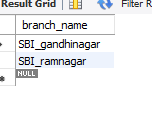 Result Grid Filter R
branch_name
SBI_gandhinagar
SBI_ramnagar
NULL